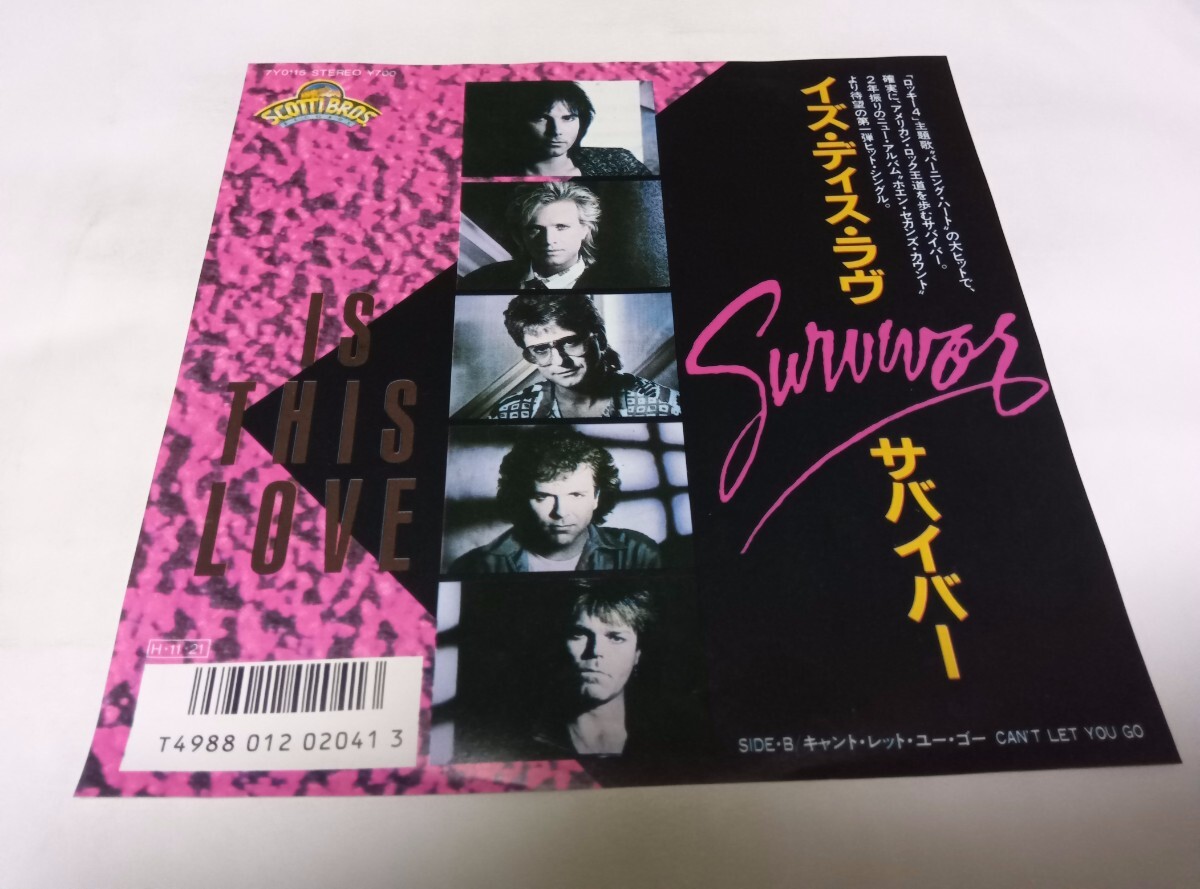 7Y0115 STEREO ¥700
SCOTTI BROS
IS
THIS
LOVE
「ロッキー4」主題歌“バーニング・ハート”の大ヒットで、
確実に、アメリカン・ロック王道を歩むサバイバー。
2年振りのニュー・アルバム“ホエン・セカンズ・カウント”
より待望の第一弾ヒット・シングル。
イズ・ディス・ラヴ
Survivor
サバイバー
H・11・21
T4988 012 02041 3
SIDE・B キャント・レット・ユー・ゴー CAN'T LET YOU GO